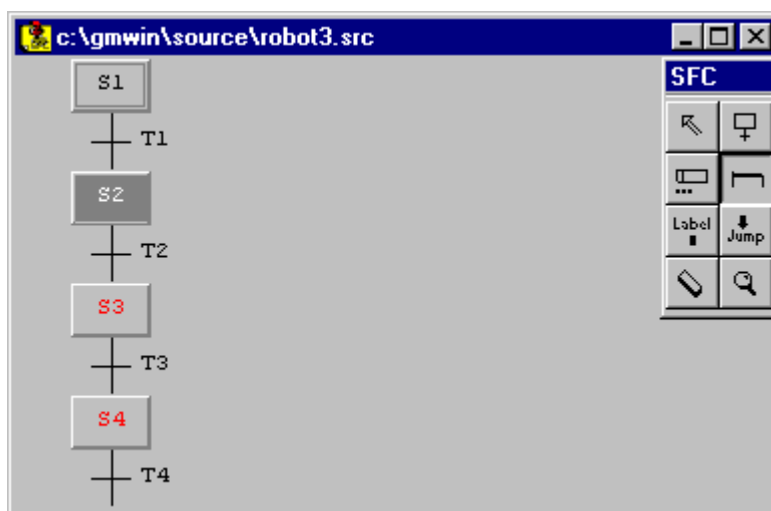 c:\gmwin\source\robot3.src
S1
T1
S2
T2
S3
T3
S4
T4
SFC
Label
Jump